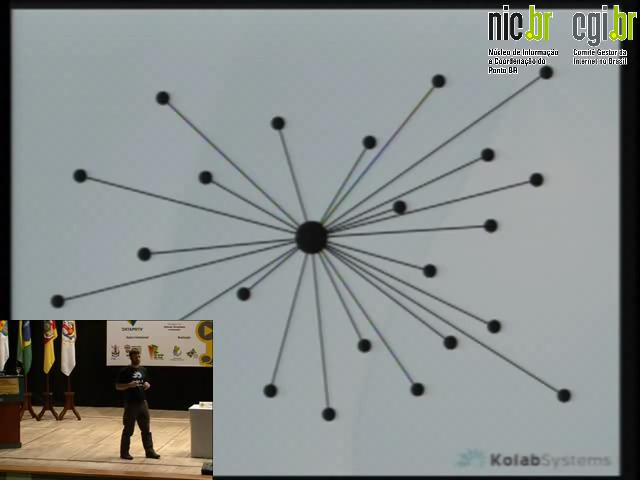 nic.br cgi.br
Núcleo de Informação
e Coordenação do
Ponto BR
Comitê Gestor da
Internet no Brasil
KolabSystems